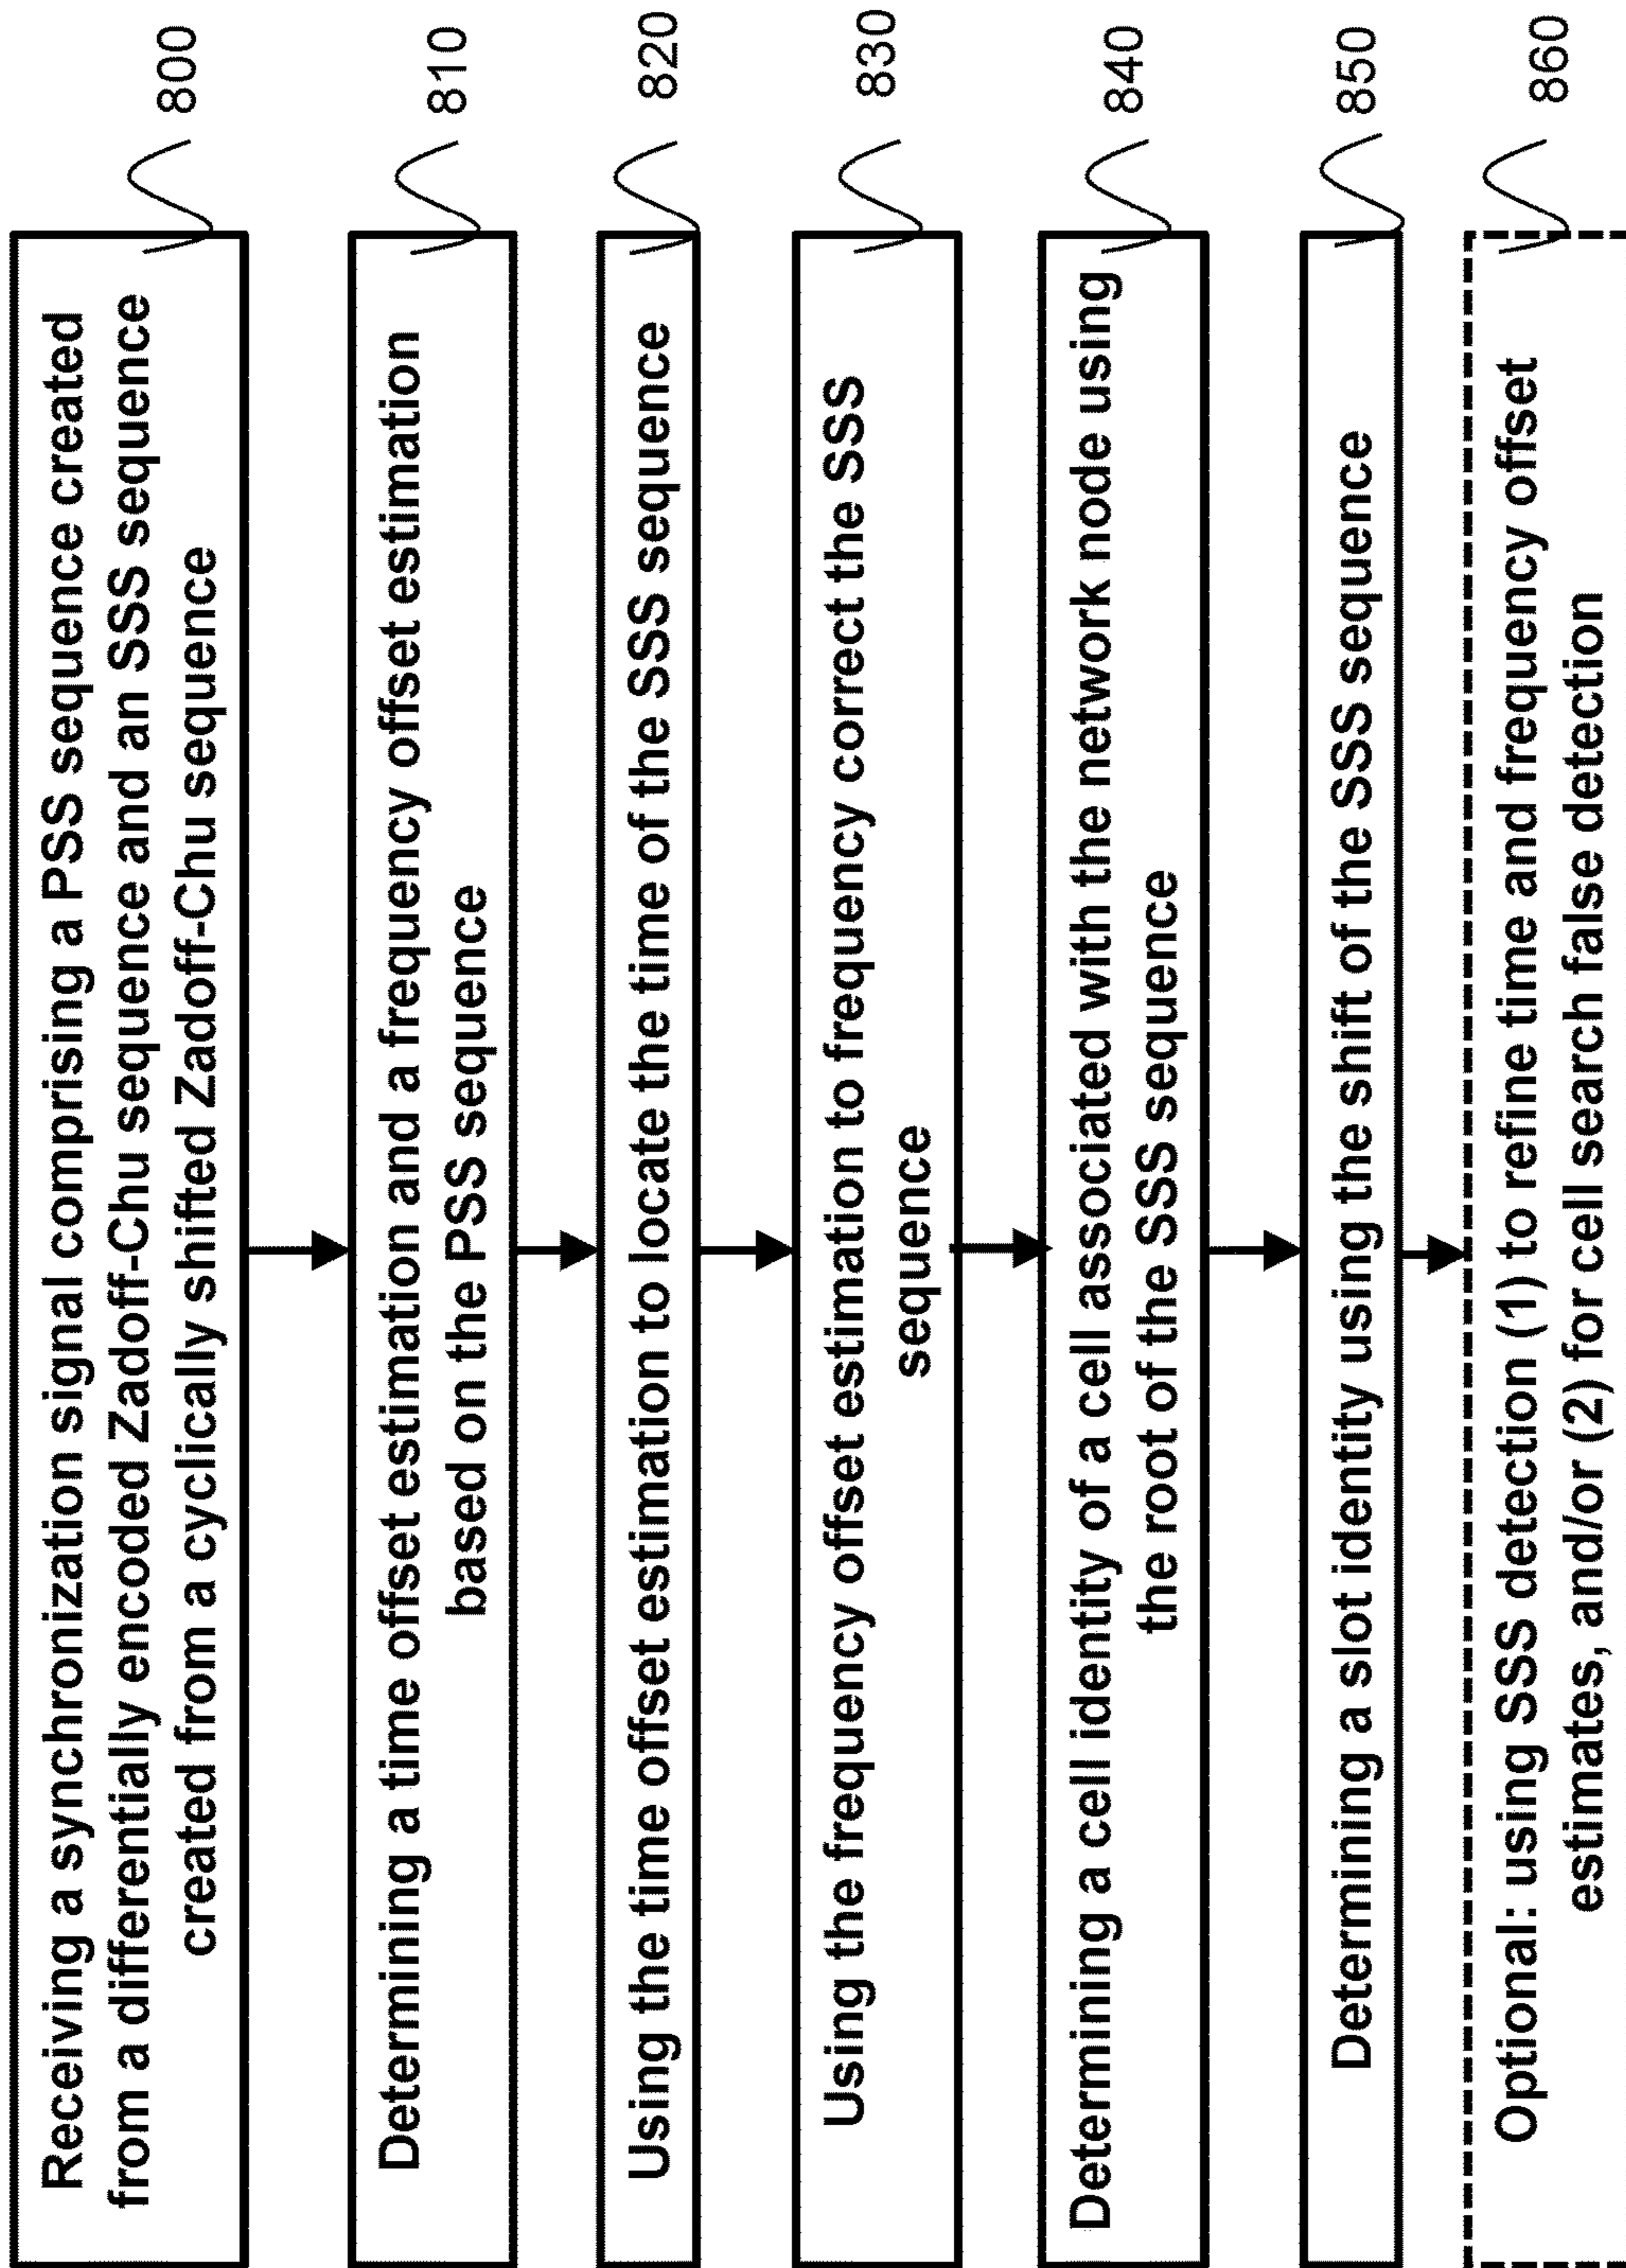 Receiving a synchronization signal comprising a PSS sequence created
from a differentially encoded Zadoff-Chu sequence and an SSS sequence
created from a cyclically shifted Zadoff-Chu sequence
800
Determining a time offset estimation and a frequency offset estimation
based on the PSS sequence
810
Using the time offset estimation to locate the time of the SSS sequence
820
Using the frequency offset estimation to frequency correct the SSS
sequence
830
Determining a cell identity of a cell associated with the network node using
the root of the SSS sequence
840
Determining a slot identity using the shift of the SSS sequence
850
Optional: using SSS detection (1) to refine time and frequency offset
estimates, and/or (2) for cell search false detection
860